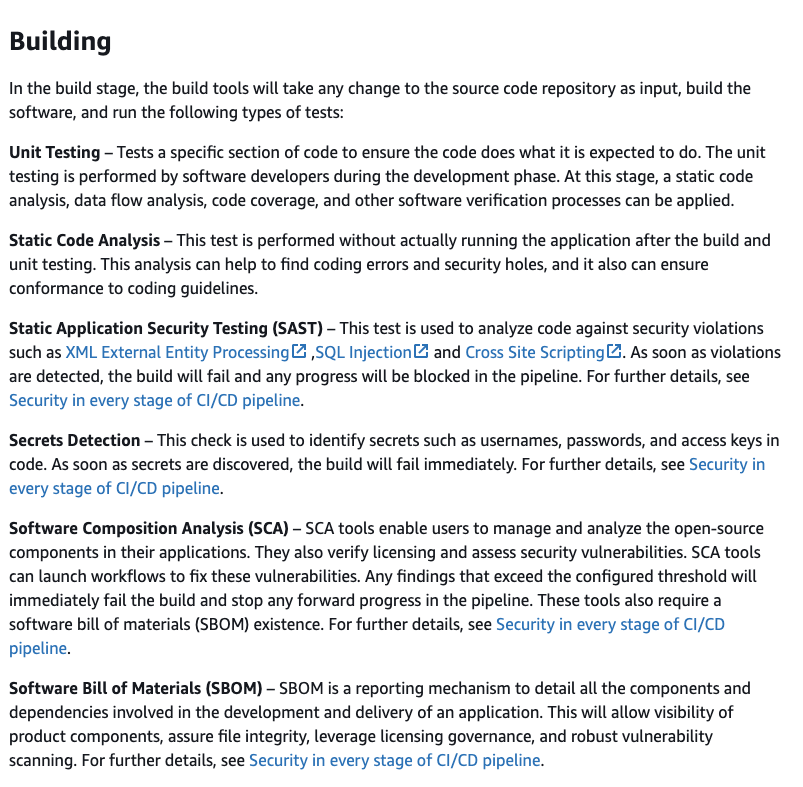 Building
In the build stage, the build tools will take any change to the source code repository as input, build the
software, and run the following types of tests:
Unit Testing – Tests a specific section of code to ensure the code does what it is expected to do. The unit
testing is performed by software developers during the development phase. At this stage, a static code
analysis, data flow analysis, code coverage, and other software verification processes can be applied.
Static Code Analysis – This test is performed without actually running the application after the build and
unit testing. This analysis can help to find coding errors and security holes, and it also can ensure
conformance to coding guidelines.
Static Application Security Testing (SAST) – This test is used to analyze code against security violations
such as XML External Entity Processing ,SQL Injection and Cross Site Scripting. As soon as violations
are detected, the build will fail and any progress will be blocked in the pipeline. For further details, see
Security in every stage of CI/CD pipeline.
Secrets Detection – This check is used to identify secrets such as usernames, passwords, and access keys in
code. As soon as secrets are discovered, the build will fail immediately. For further details, see Security in
every stage of CI/CD pipeline.
Software Composition Analysis (SCA) – SCA tools enable users to manage and analyze the open-source
components in their applications. They also verify licensing and assess security vulnerabilities. SCA tools
can launch workflows to fix these vulnerabilities. Any findings that exceed the configured threshold will
immediately fail the build and stop any forward progress in the pipeline. These tools also require a
software bill of materials (SBOM) existence. For further details, see Security in every stage of CI/CD
pipeline.
Software Bill of Materials (SBOM) – SBOM is a reporting mechanism to detail all the components and
dependencies involved in the development and delivery of an application. This will allow visibility of
product components, assure file integrity, leverage licensing governance, and robust vulnerability
scanning. For further details, see Security in every stage of CI/CD pipeline.